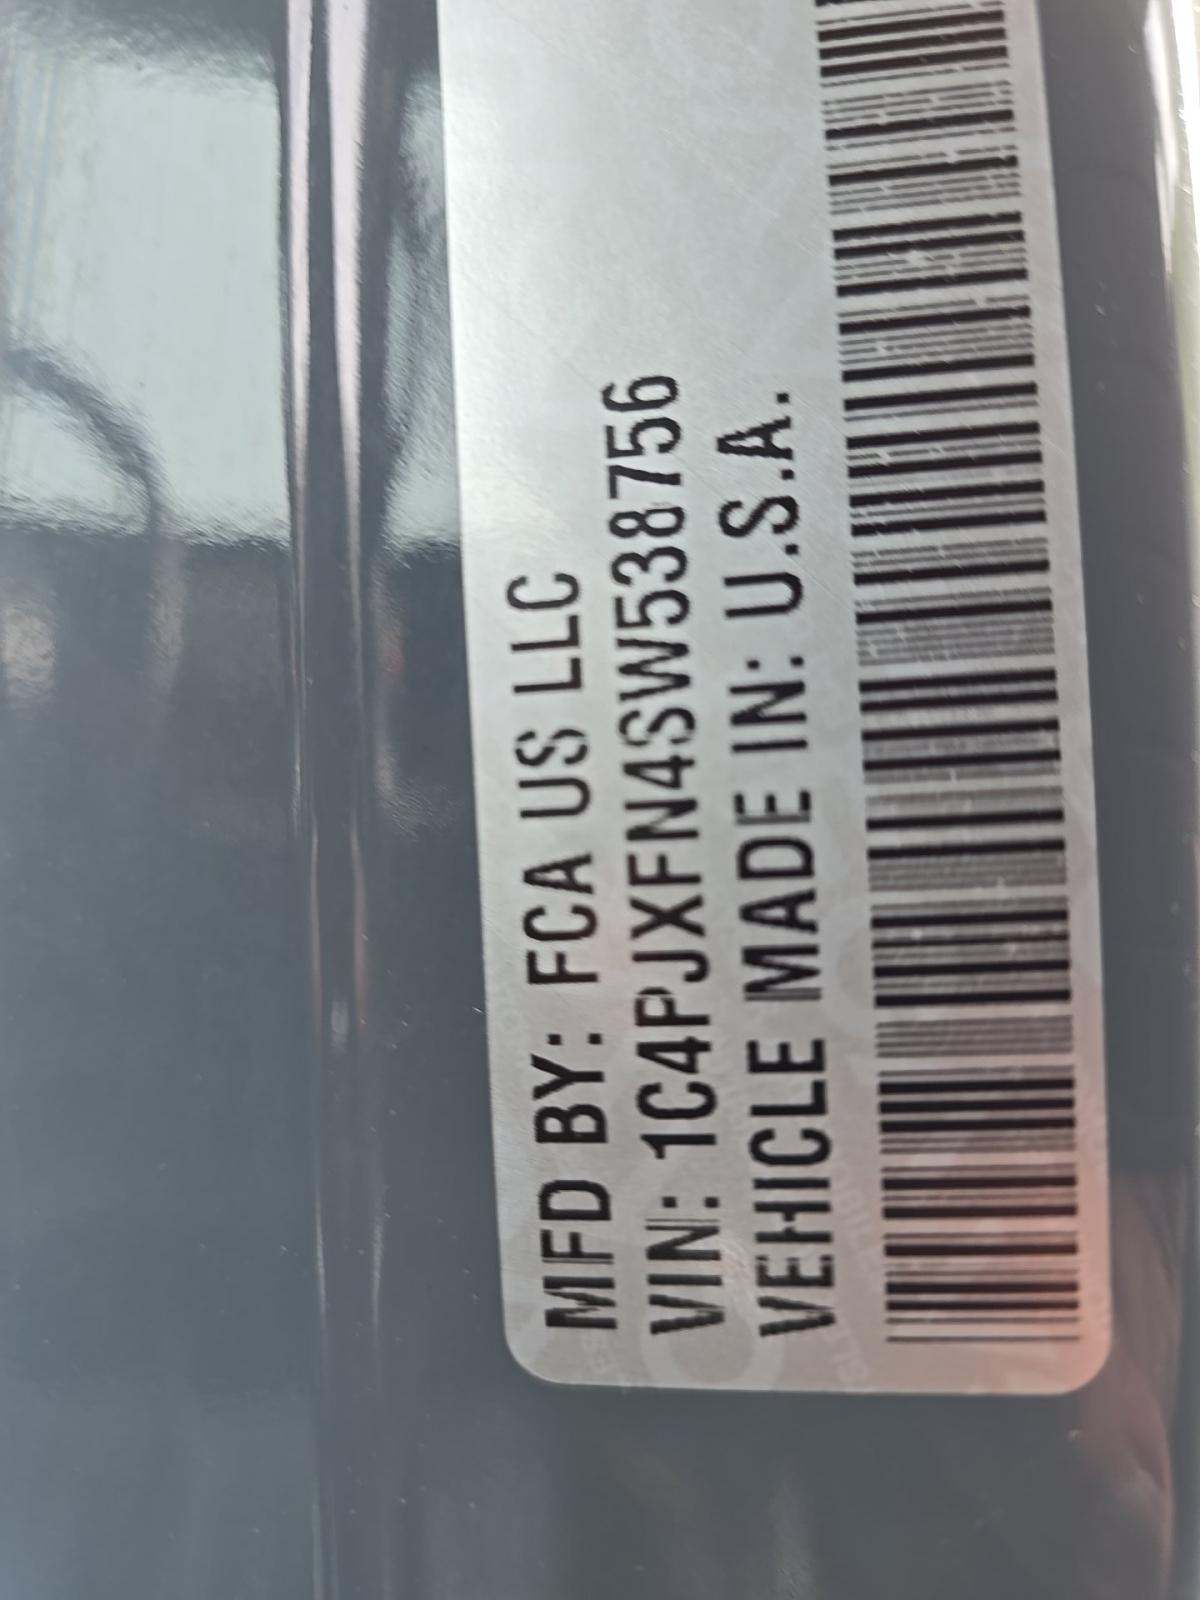 MFD BY: FCA US LLC
VIN: 1C4PJXFN4SW538756
VEHICLE MADE IN: U.S.A.